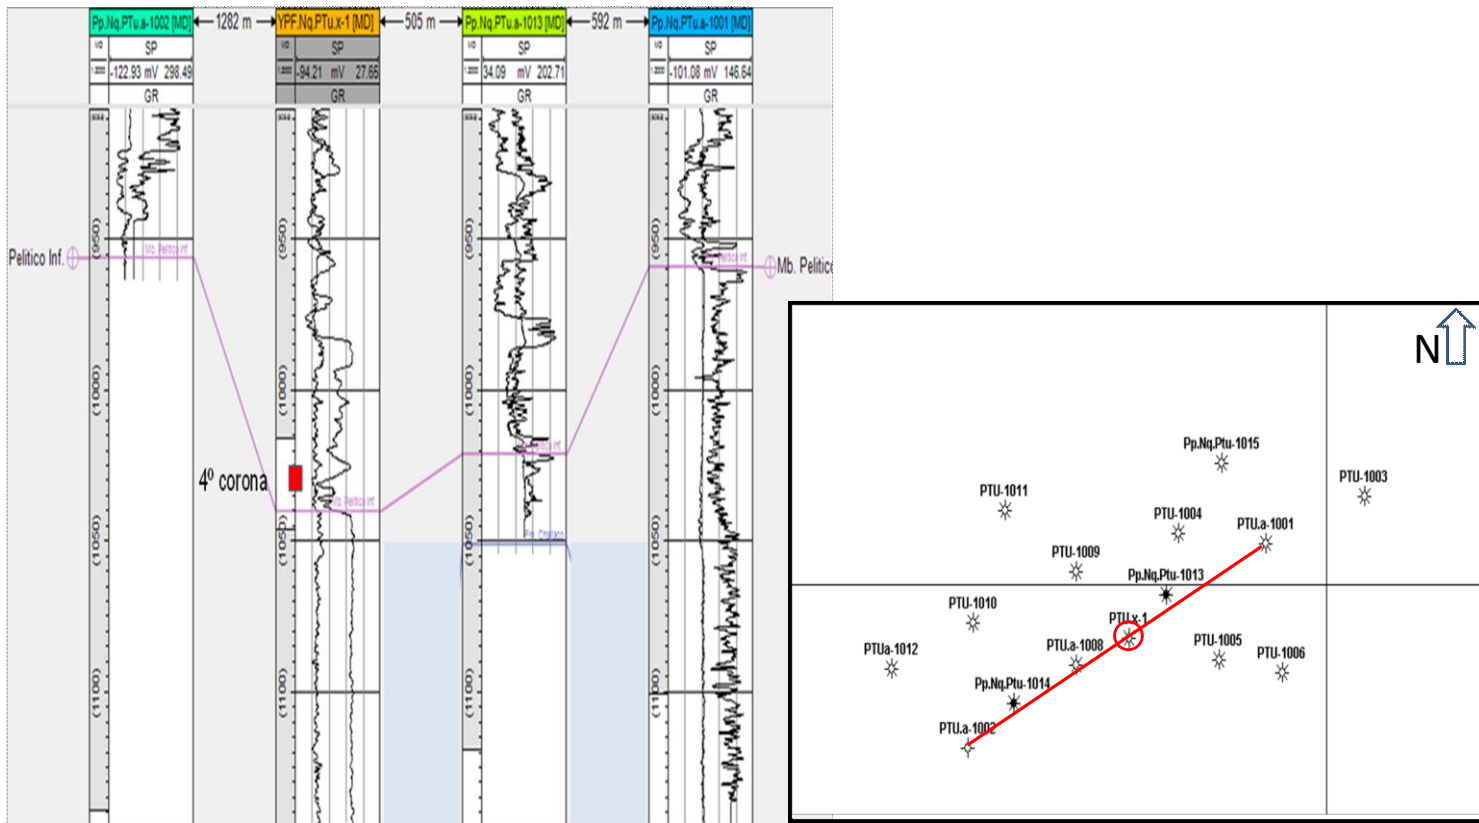 Pp.Nq.PTu.a-1002 [MD] 1282 m YPF.Nq.PTu.x-1 [MD] 505 m Pp.Nq.PTu.a-1013 [MD] 592 m Pp.Nq.PTu.a-1001 [MD]
SP SP SP SP
-122.93 mV 298.49 -94.21 mV 27.65 34.09 mV 202.71 -101.08 mV 146.64
GR GR GR GR
(950) (950) (950) (950)
Pelitico Inf. Mb. Pelitico Inf. Pelitico Inf. Mb. Pelitico
(1000) (1000) (1000) (1000)
4º corona Mb. Pelitico Inf.
(1050) (1050) (1050) (1050)
(1100) (1100) (1100) (1100)
N
Pp.Nq.Ptu-1015
PTU-1003
PTU-1011
PTU-1004
PTU.a-1001
PTU-1009
Pp.Nq.Ptu-1013
PTU-1010
PTU.x-1
PTUa-1012
PTU.a-1008
PTU-1005
PTU-1006
Pp.Nq.Ptu-1014
PTU.a-1002